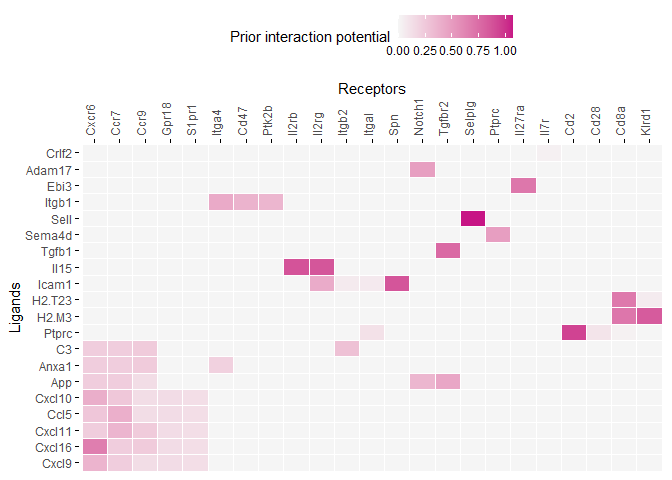 Prior interaction potential
0.00 0.25 0.50 0.75 1.00
Receptors
Cxcr6 Ccr7 Ccr9 Gpr18 S1pr1 Itga4 Cd47 Ptk2b Il2rb Il2rg Itgb2 Itgal Spn Notch1 Tgfbr2 Selplg Ptprc Il27ra Il7r Cd2 Cd28 Cd8a Klrd1
Ligands
Crlf2
Adam17
Ebi3
Itgb1
Sell
Sema4d
Tgfb1
Il15
Icam1
H2.T23
H2.M3
Ptprc
C3
Anxa1
App
Cxcl10
Ccl5
Cxcl11
Cxcl16
Cxcl9